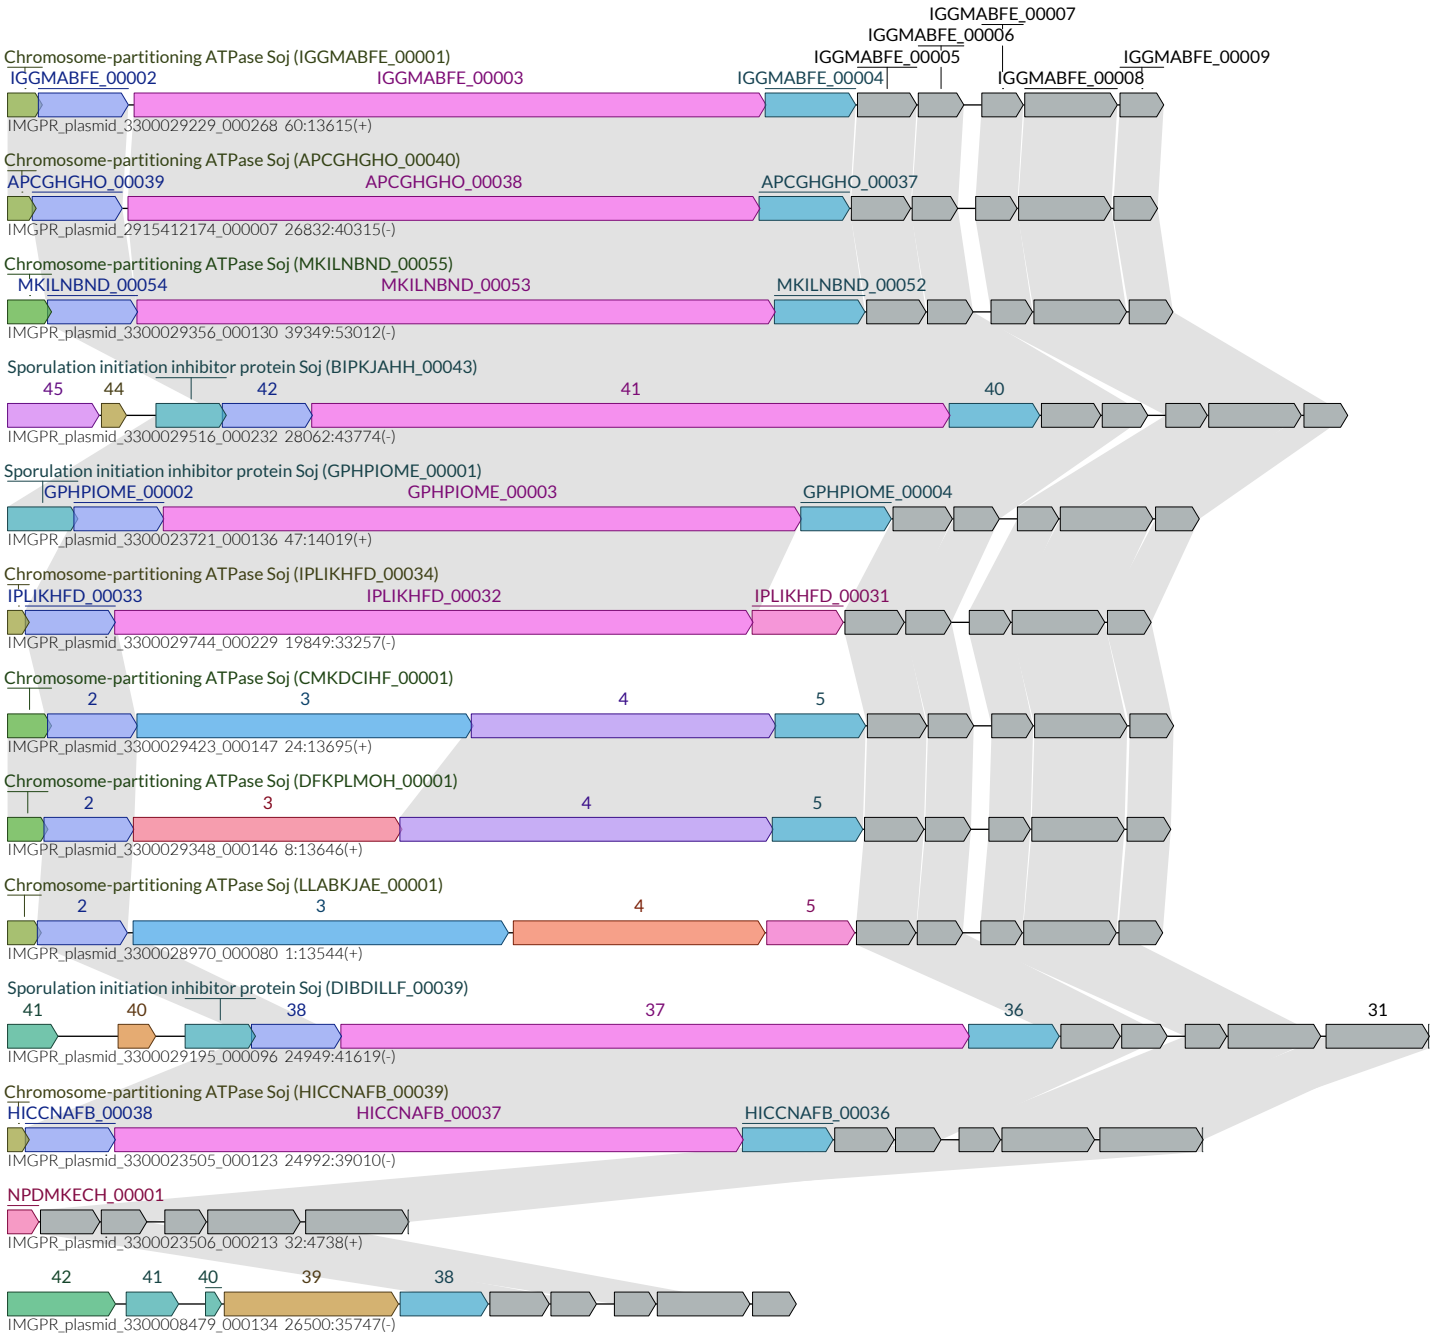 IGGMABFE_00007
IGGMABFE_00006
Chromosome-partitioning ATPase Soj (IGGMABFE_00001) IGGMABFE_00005 IGGMABFE_00009
IGGMABFE_00002 IGGMABFE_00003 IGGMABFE_00004 IGGMABFE_00008
IMGPR_plasmid_3300029229_000268 60:13615(+)
Chromosome-partitioning ATPase Soj (APCGHGHO_00040)
APCGHGHO_00039 APCGHGHO_00038 APCGHGHO_00037
IMGPR_plasmid_2915412174_000007 26832:40315(-)
Chromosome-partitioning ATPase Soj (MKILNBND_00055)
MKILNBND_00054 MKILNBND_00053 MKILNBND_00052
IMGPR_plasmid_3300029356_000130 39349:53012(-)
Sporulation initiation inhibitor protein Soj (BIPKJAHH_00043)
45 44 42 41 40
IMGPR_plasmid_3300029516_000232 28062:43774(-)
Sporulation initiation inhibitor protein Soj (GPHPIOME_00001)
GPHPIOME_00002 GPHPIOME_00003 GPHPIOME_00004
IMGPR_plasmid_3300023721_000136 47:14019(+)
Chromosome-partitioning ATPase Soj (IPLIKHFD_00034)
IPLIKHFD_00033 IPLIKHFD_00032 IPLIKHFD_00031
IMGPR_plasmid_3300029744_000229 19849:33257(-)
Chromosome-partitioning ATPase Soj (CMKDCIHF_00001)
2 3 4 5
IMGPR_plasmid_3300029423_000147 24:13695(+)
Chromosome-partitioning ATPase Soj (DFKPLMOH_00001)
2 3 4 5
IMGPR_plasmid_3300029348_000146 8:13646(+)
Chromosome-partitioning ATPase Soj (LLABKJAE_00001)
2 3 4 5
IMGPR_plasmid_3300028970_000080 1:13544(+)
Sporulation initiation inhibitor protein Soj (DIBDILLF_00039)
41 40 38 37 36 31
IMGPR_plasmid_3300029195_000096 24949:41619(-)
Chromosome-partitioning ATPase Soj (HICCNAFB_00039)
HICCNAFB_00038 HICCNAFB_00037 HICCNAFB_00036
IMGPR_plasmid_3300023505_000123 24992:39010(-)
NPDMKECH_00001
IMGPR_plasmid_3300023506_000213 32:4738(+)
42 41 40 39 38
IMGPR_plasmid_3300008479_000134 26500:35747(-)